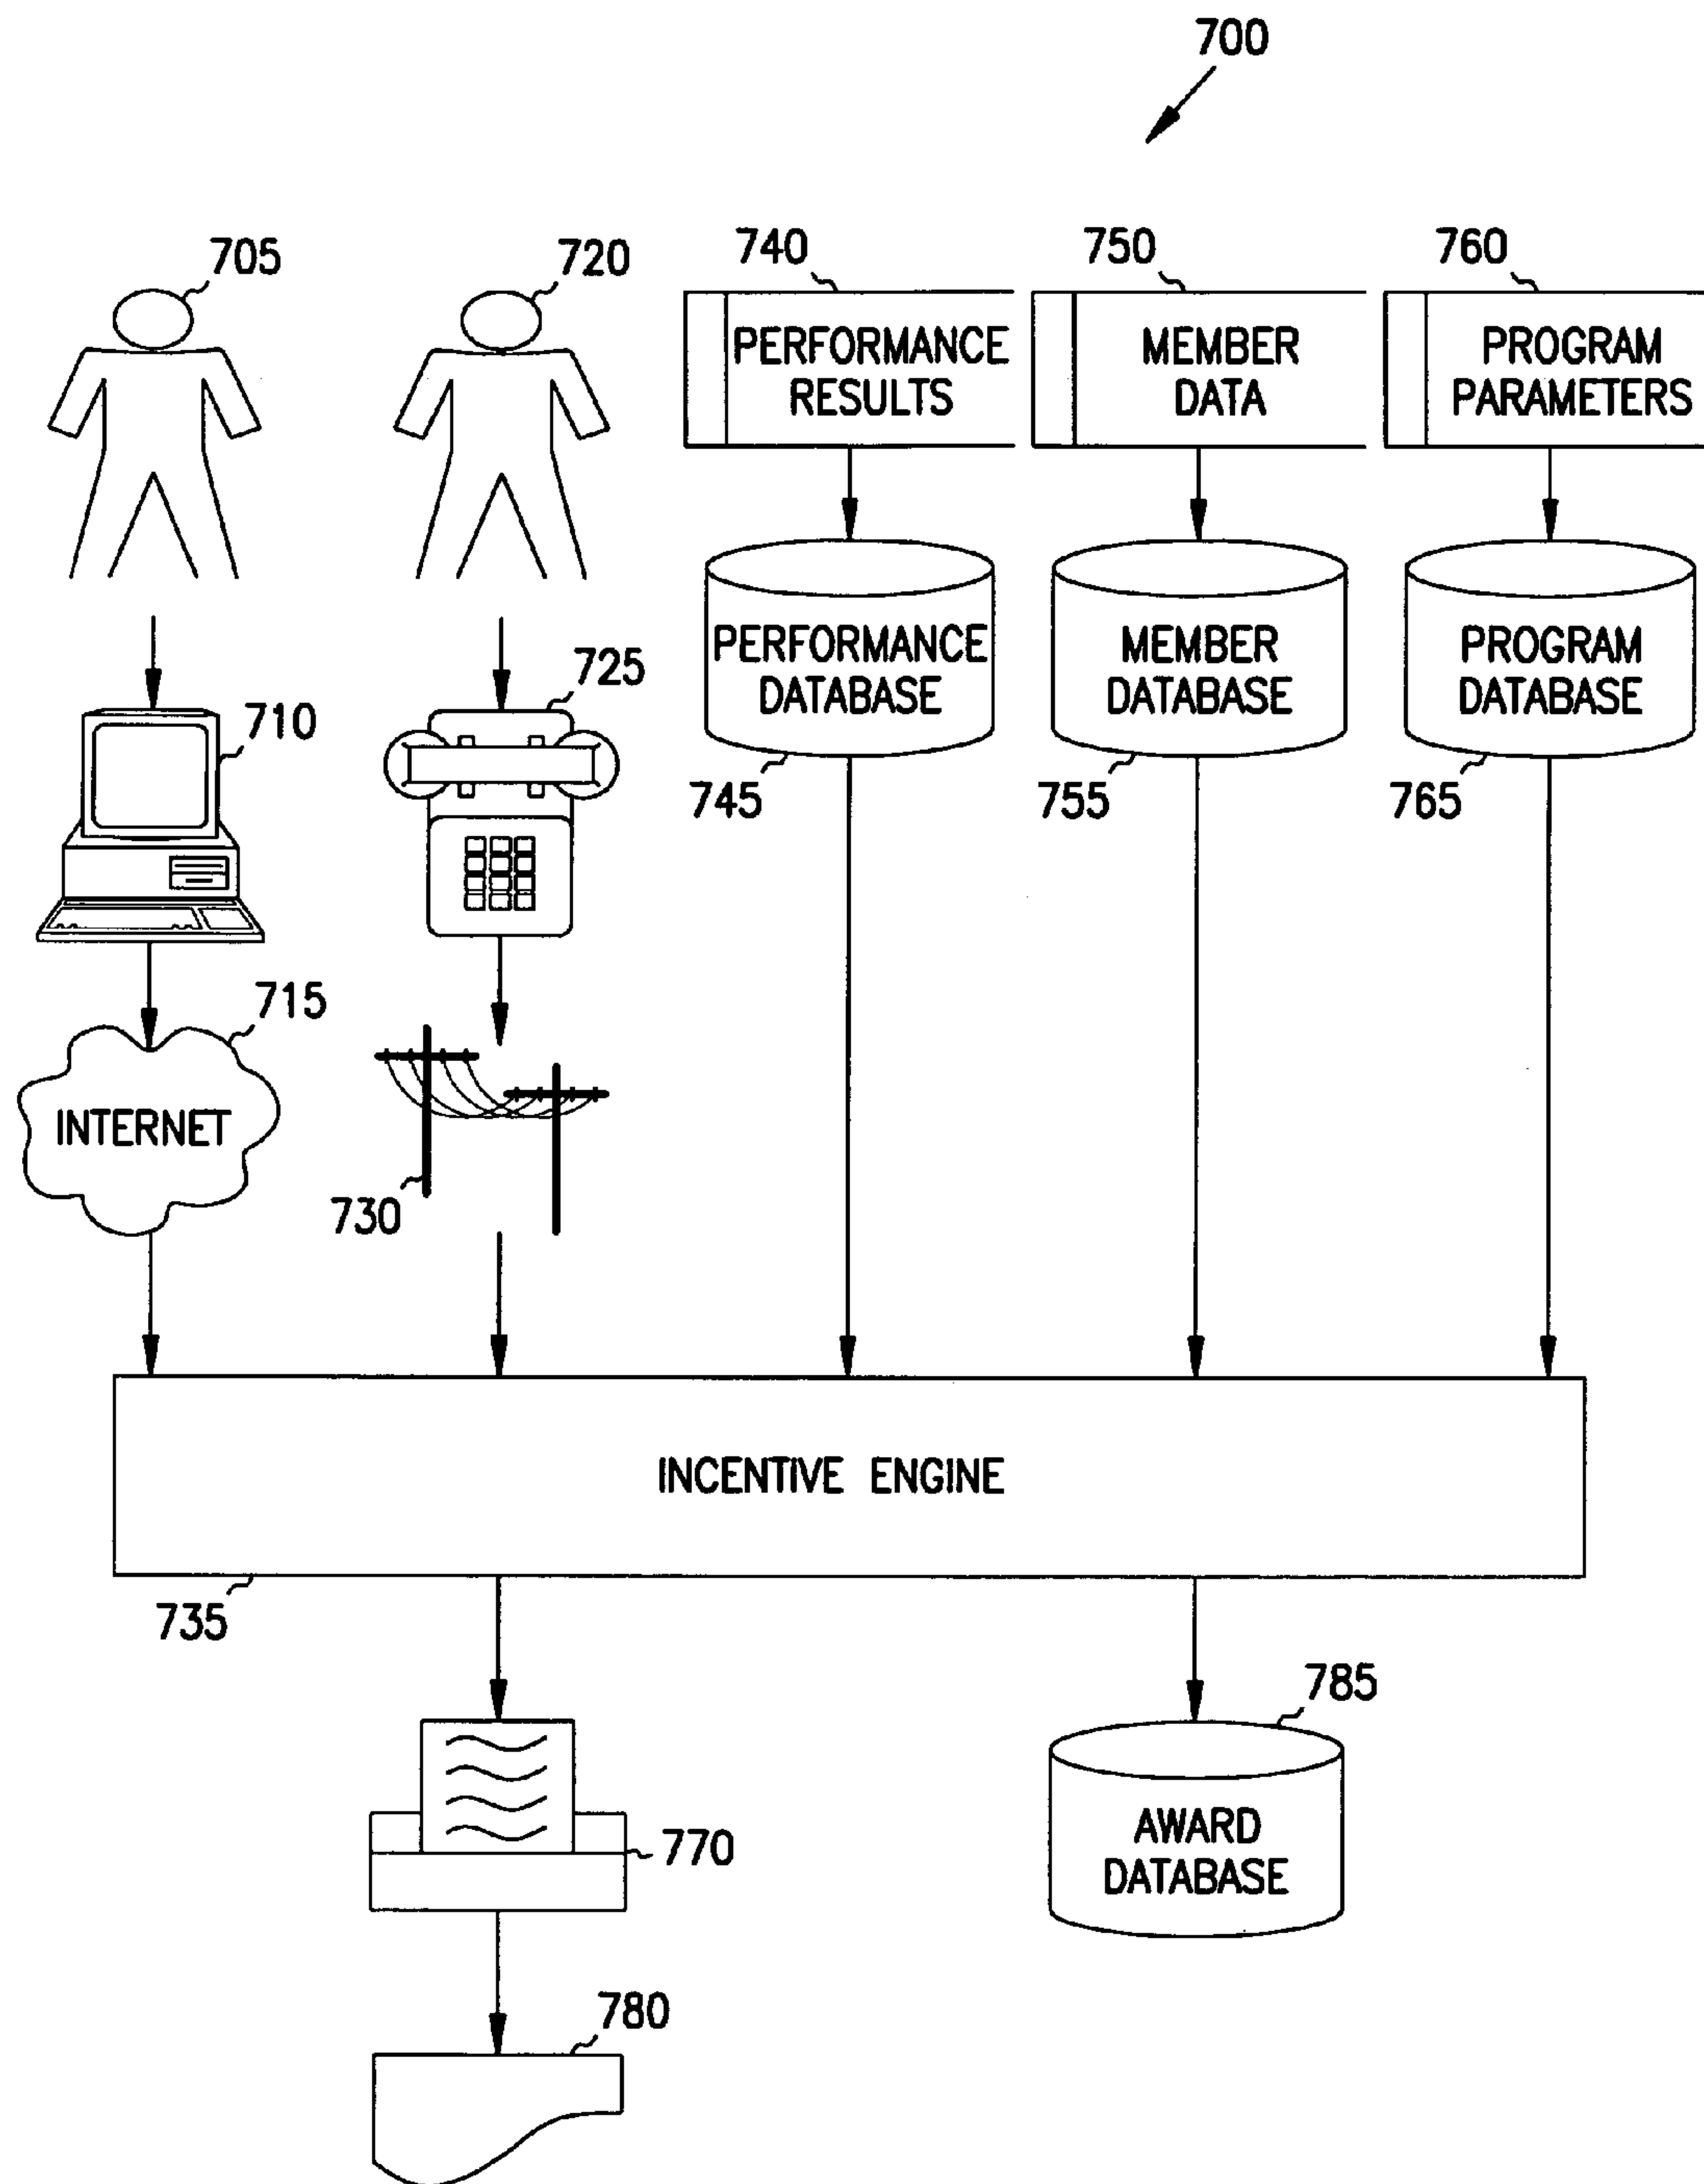 700
705
720
740
750
760
PERFORMANCE
RESULTS
MEMBER
DATA
PROGRAM
PARAMETERS
PERFORMANCE
DATABASE
MEMBER
DATABASE
PROGRAM
DATABASE
710
725
745
755
765
715
INTERNET
730
INCENTIVE ENGINE
735
785
770
AWARD
DATABASE
780